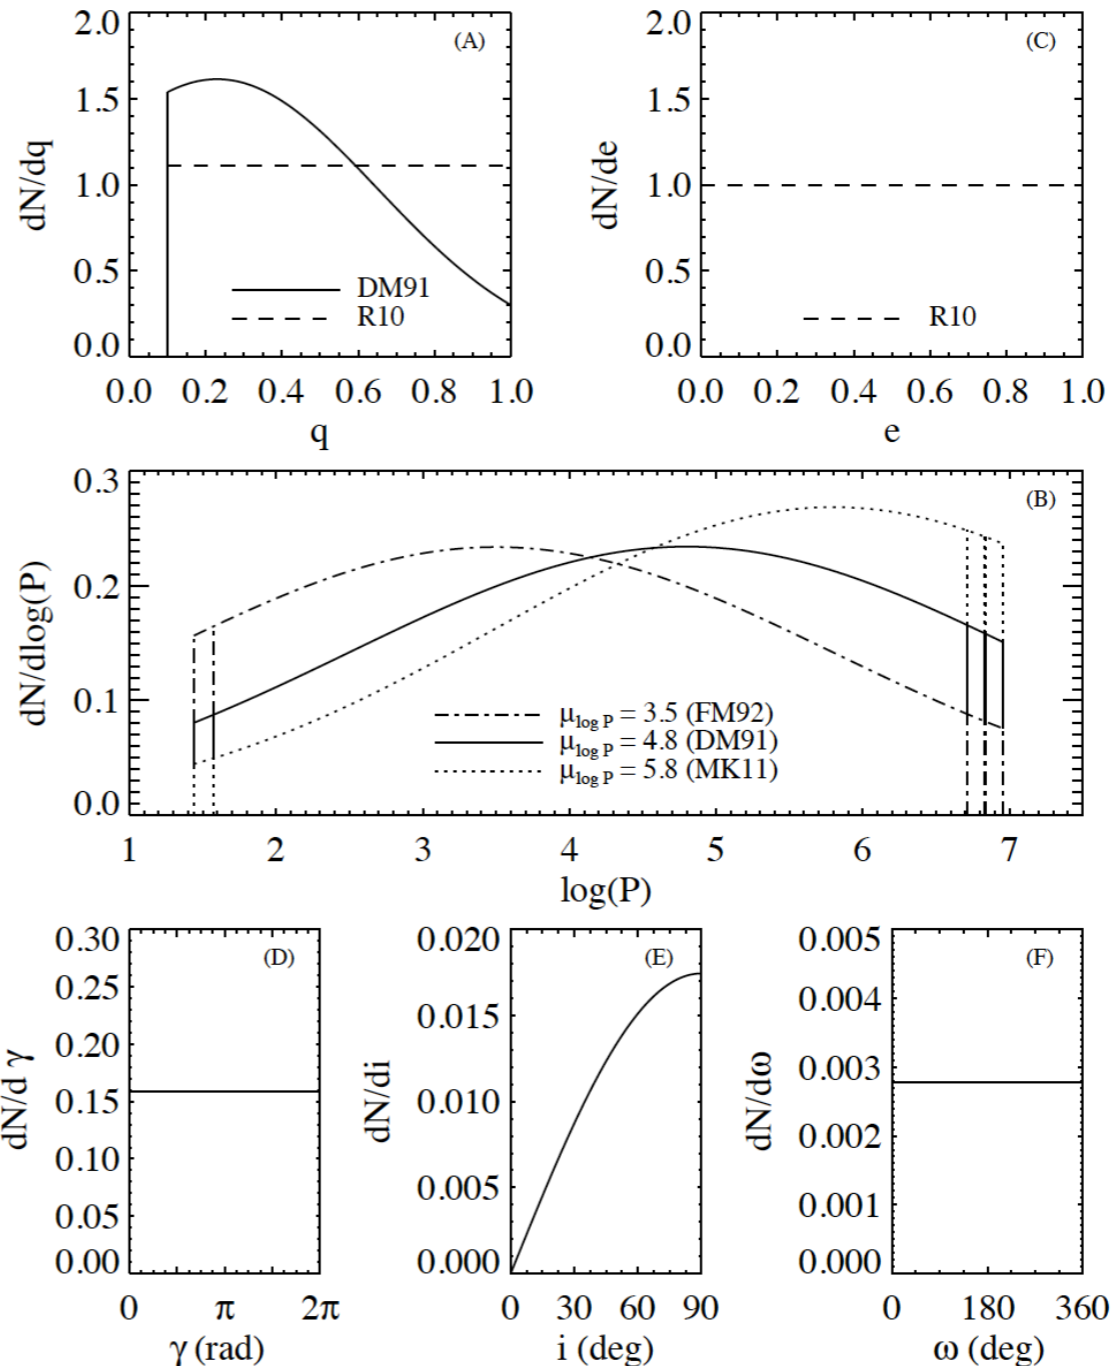 (A)
2.0
1.5
1.0
0.5
0.0
dN/dq
DM91
R10
0.0 0.2 0.4 0.6 0.8 1.0
q
(C)
2.0
1.5
1.0
0.5
0.0
dN/de
R10
0.0 0.2 0.4 0.6 0.8 1.0
e
(B)
0.3
0.2
0.1
0.0
dN/dlog(P)
μlog P = 3.5 (FM92)
μlog P = 4.8 (DM91)
μlog P = 5.8 (MK11)
1 2 3 4 5 6 7
log(P)
(D)
0.30
0.25
0.20
0.15
0.10
0.05
0.00
dN/d γ
0 π 2π
γ (rad)
(E)
0.020
0.015
0.010
0.005
0.000
dN/di
0 30 60 90
i (deg)
(F)
0.005
0.004
0.003
0.002
0.001
0.000
dN/dω
0 180 360
ω (deg)